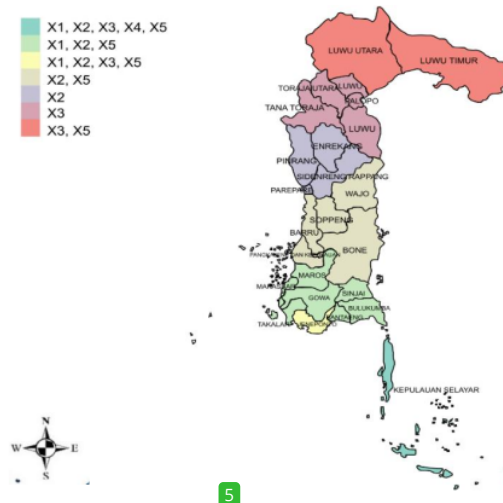 X1, X2, X3, X4, X5
X1, X2, X5
X1, X2, X3, X5
X2, X5
X2
X3
X3, X5
LUWU UTARA
LUWU TIMUR
TORAJA UTARA
LUWU
PALOPO
TANA TORAJA
LUWU
ENREKANG
PINRANG
SIDENRENG RAPPANG
PAREPARE
WAJO
SOPPENG
BARRU
BONE
MAROS
GOWA
SINJAI
BULUKUMBA
BANTAENG
TAKALAR
JENEPONTO
KEPULAUAN SELAYAR
N
W E
S
5